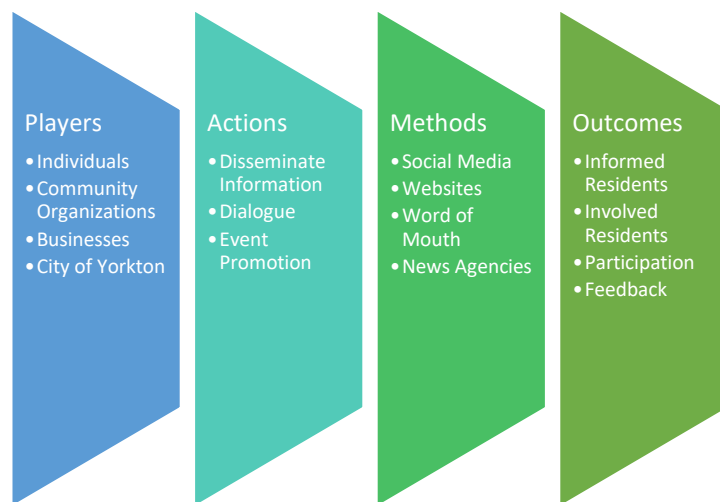 Players
•Individuals
•Community
Organizations
•Businesses
•City of Yorkton
Actions
•Disseminate
Information
•Dialogue
•Event
Promotion
Methods
•Social Media
•Websites
•Word of
Mouth
•News Agencies
Outcomes
•Informed
Residents
•Involved
Residents
•Participation
•Feedback